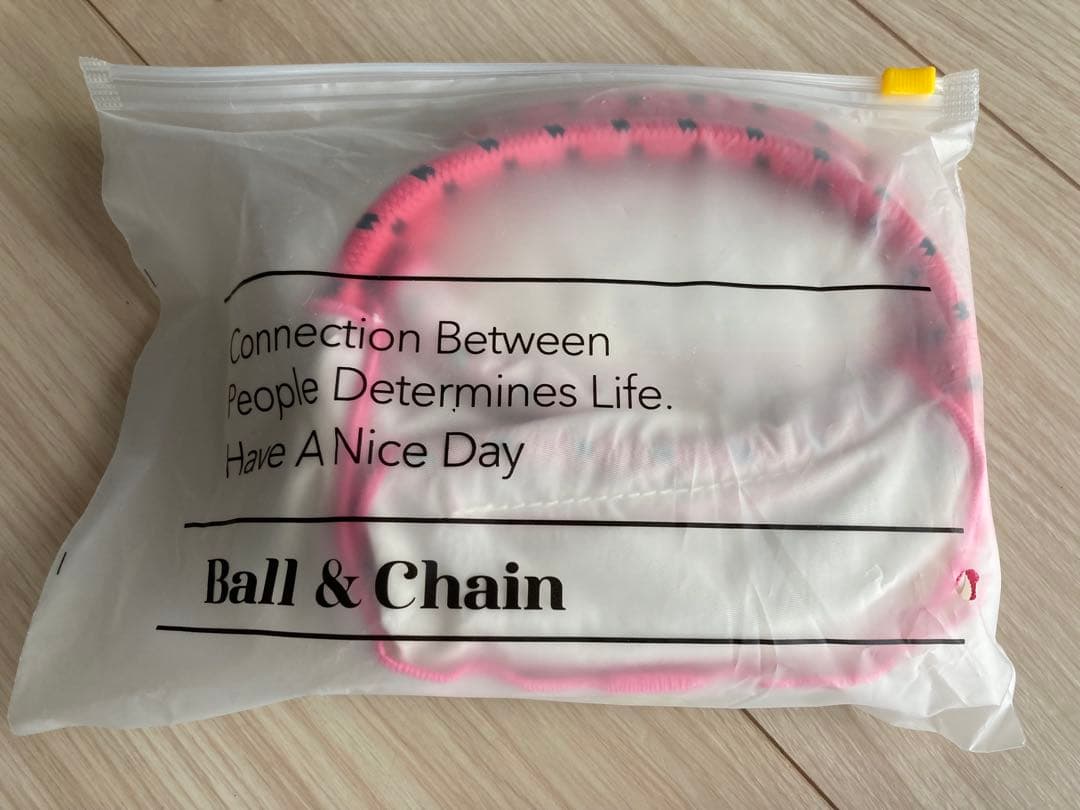 Connection Between
People Determines Life.
Have A Nice Day
Ball & Chain